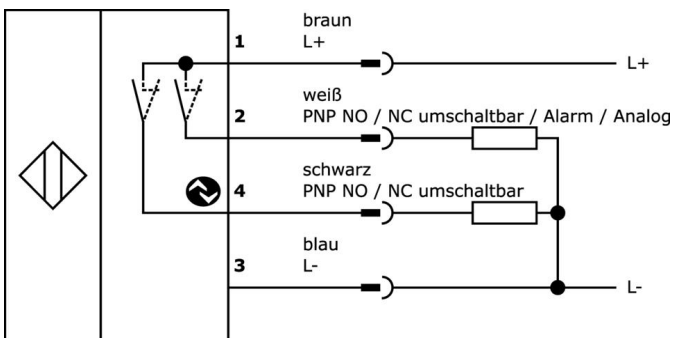 braun
1 L+
L+
weiß
2 PNP NO / NC umschaltbar / Alarm / Analog
schwarz
4 PNP NO / NC umschaltbar
blau
3 L-
L-